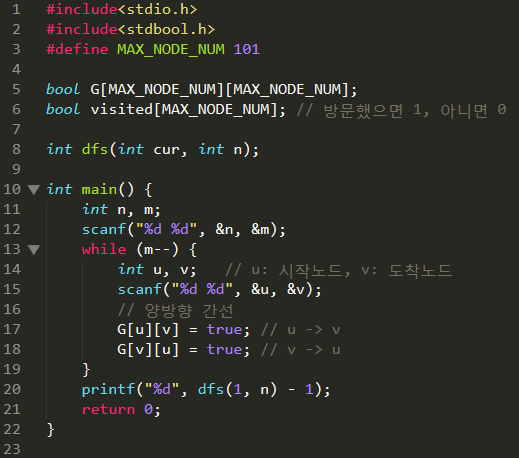 1 #include<stdio.h>
2 #include<stdbool.h>
3 #define MAX_NODE_NUM 101
4
5 bool G[MAX_NODE_NUM][MAX_NODE_NUM];
6 bool visited[MAX_NODE_NUM]; // 방문했으면 1, 아니면 0
7
8 int dfs(int cur, int n);
9
10 int main() {
11     int n, m;
12     scanf("%d %d", &n, &m);
13     while (m--) {
14         int u, v;   // u: 시작노드, v: 도착노드
15         scanf("%d %d", &u, &v);
16         // 양방향 간선
17         G[u][v] = true; // u -> v
18         G[v][u] = true; // v -> u
19     }
20     printf("%d", dfs(1, n) - 1);
21     return 0;
22 }
23